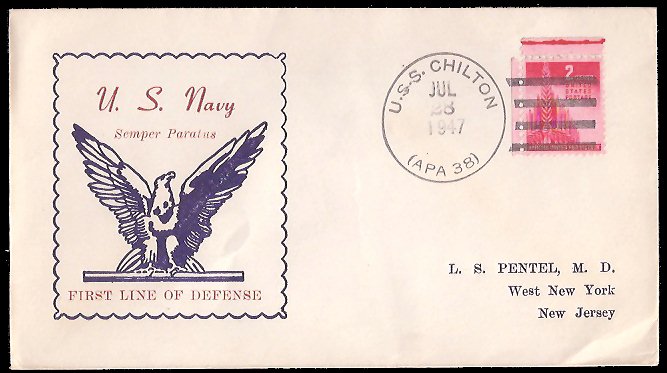 U. S. Navy
Semper Paratus
FIRST LINE OF DEFENSE
U.S.S. CHILTON
JUL
28
1947
(APA 38)
2
UNITED
STATES
POSTAGE
L. S. PENTEL, M. D.
West New York
New Jersey